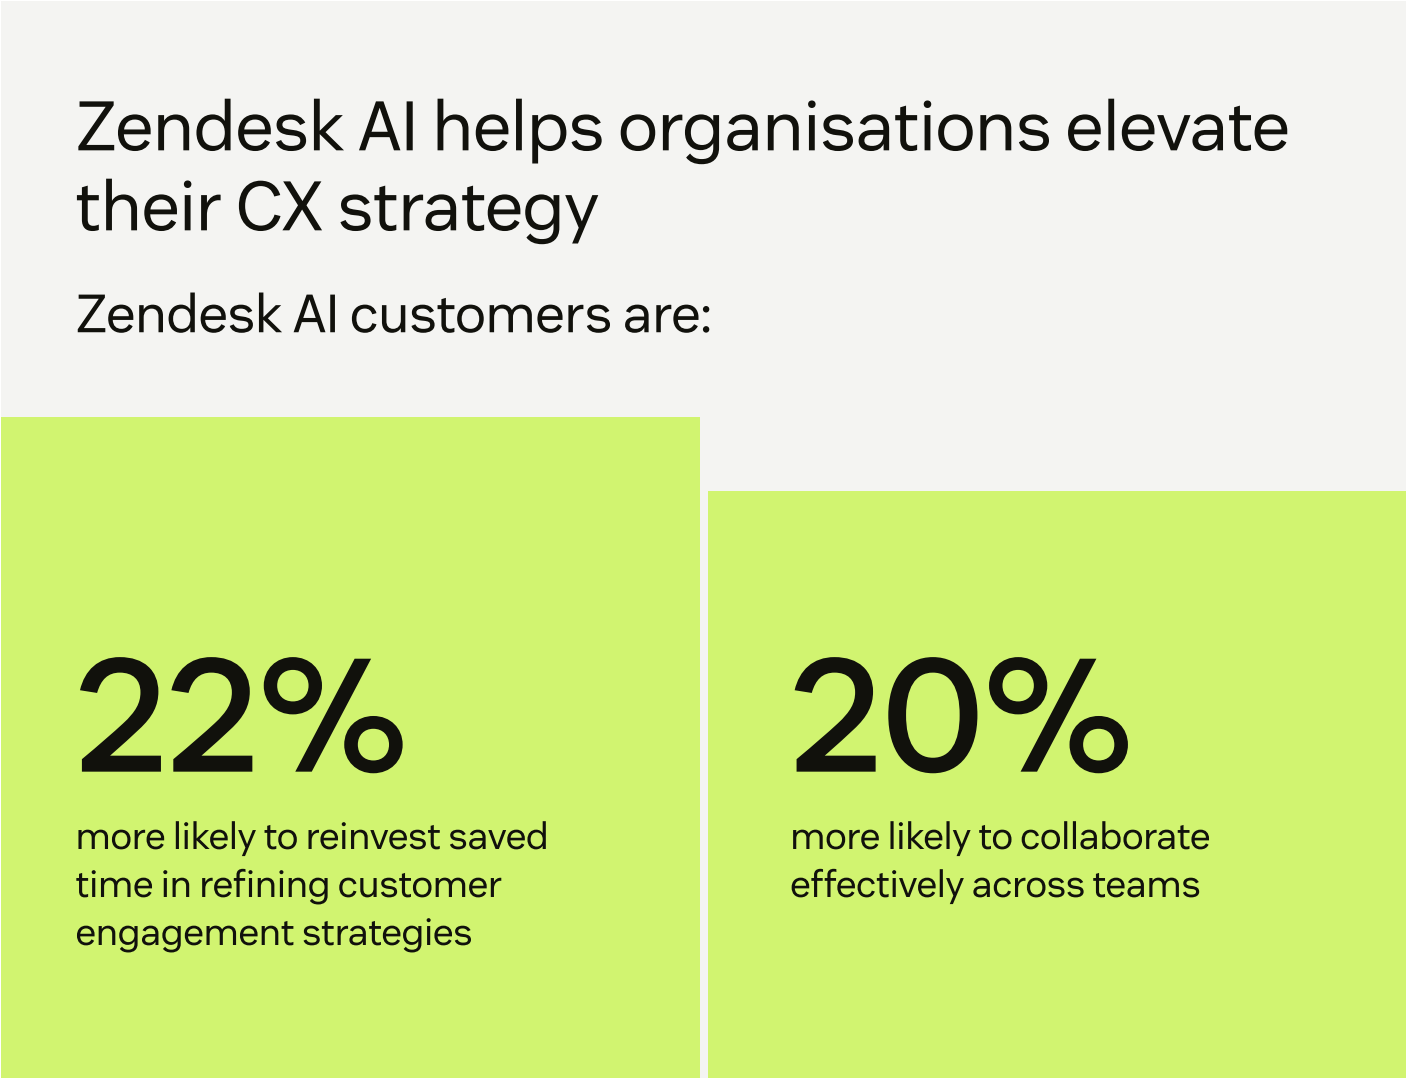 Zendesk AI helps organisations elevate
their CX strategy
Zendesk AI customers are:
22%
more likely to reinvest saved
time in refining customer
engagement strategies
20%
more likely to collaborate
effectively across teams